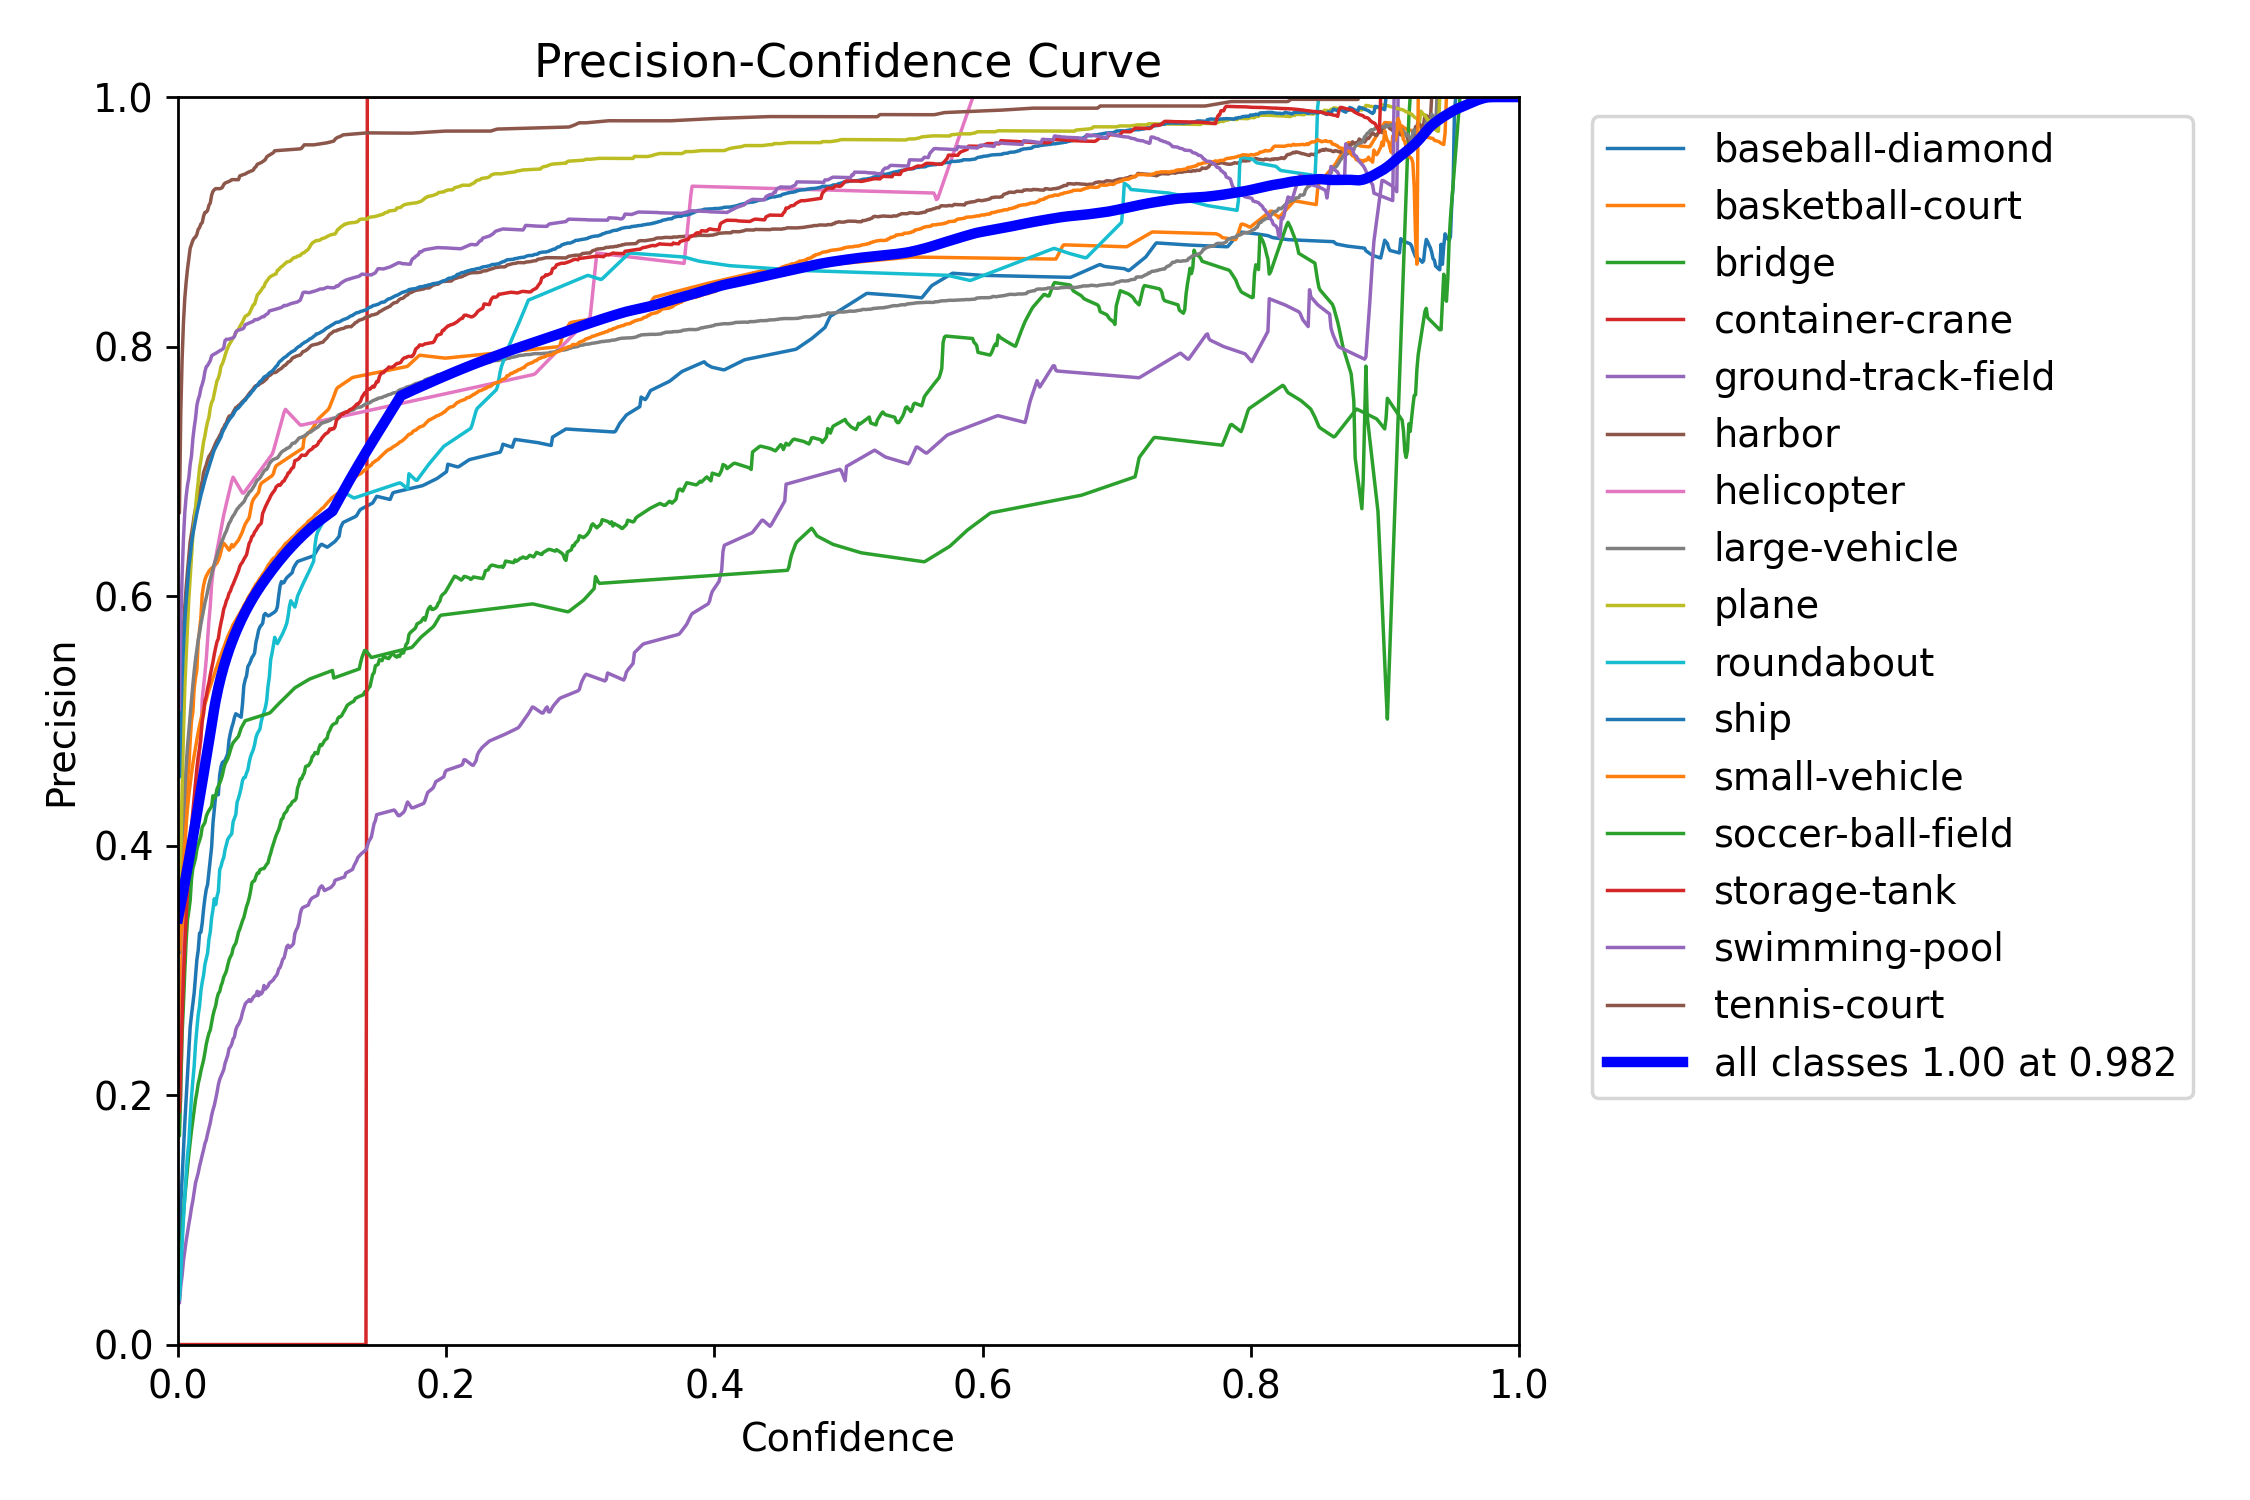 Precision-Confidence Curve
1.0
0.8
0.6
0.4
0.2
0.0
Precision
0.0 0.2 0.4 0.6 0.8 1.0
Confidence
baseball-diamond
basketball-court
bridge
container-crane
ground-track-field
harbor
helicopter
large-vehicle
plane
roundabout
ship
small-vehicle
soccer-ball-field
storage-tank
swimming-pool
tennis-court
all classes 1.00 at 0.982